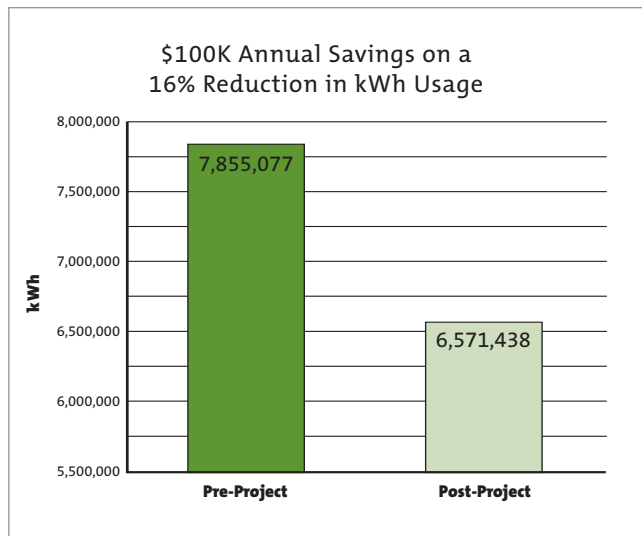 $100K Annual Savings on a
16% Reduction in kWh Usage
8,000,000
7,500,000
7,000,000
6,500,000
6,000,000
5,500,000
kWh
7,855,077
6,571,438
Pre-Project
Post-Project